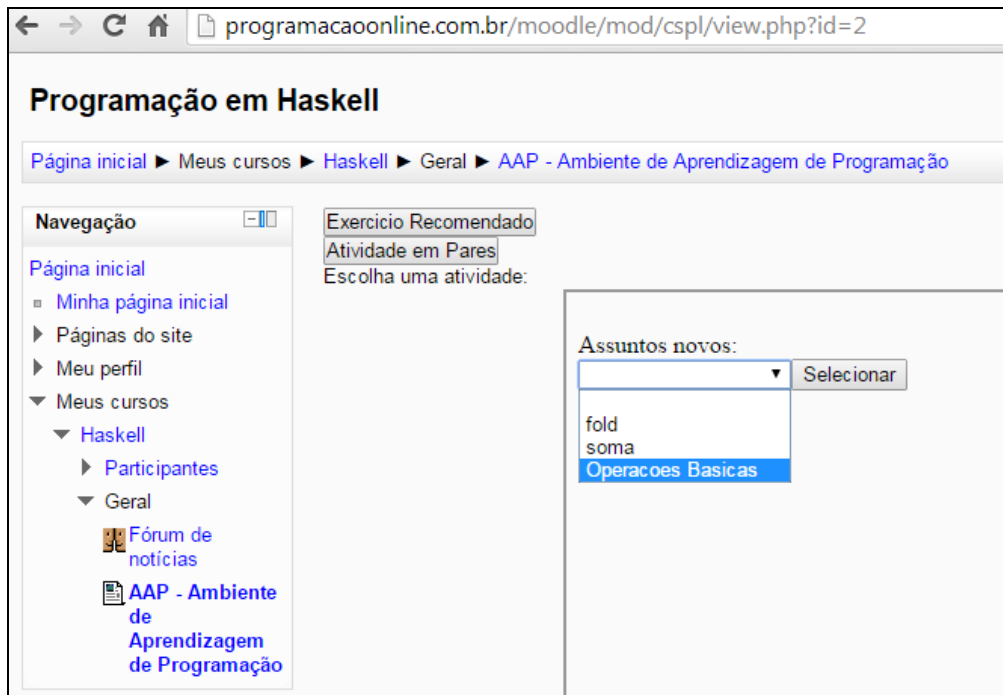 programacaoonline.com.br/moodle/mod/cspl/view.php?id=2
Programação em Haskell
Página inicial ► Meus cursos ► Haskell ► Geral ► AAP - Ambiente de Aprendizagem de Programação
Navegação
Página inicial
Minha página inicial
Páginas do site
Meu perfil
Meus cursos
Haskell
Participantes
Geral
Fórum de
notícias
AAP - Ambiente
de
Aprendizagem
de Programação
Exercicio Recomendado
Atividade em Pares
Escolha uma atividade:
Assuntos novos:
Selecionar
fold
soma
Operacoes Basicas